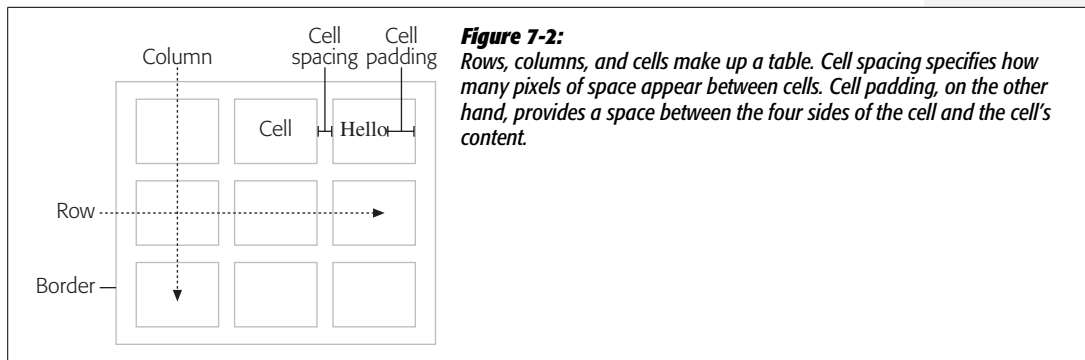 Column
Cell
spacing
Cell
padding
Cell
Hello
Row
Border
Figure 7-2:
Rows, columns, and cells make up a table. Cell spacing specifies how
many pixels of space appear between cells. Cell padding, on the other
hand, provides a space between the four sides of the cell and the cell’s
content.